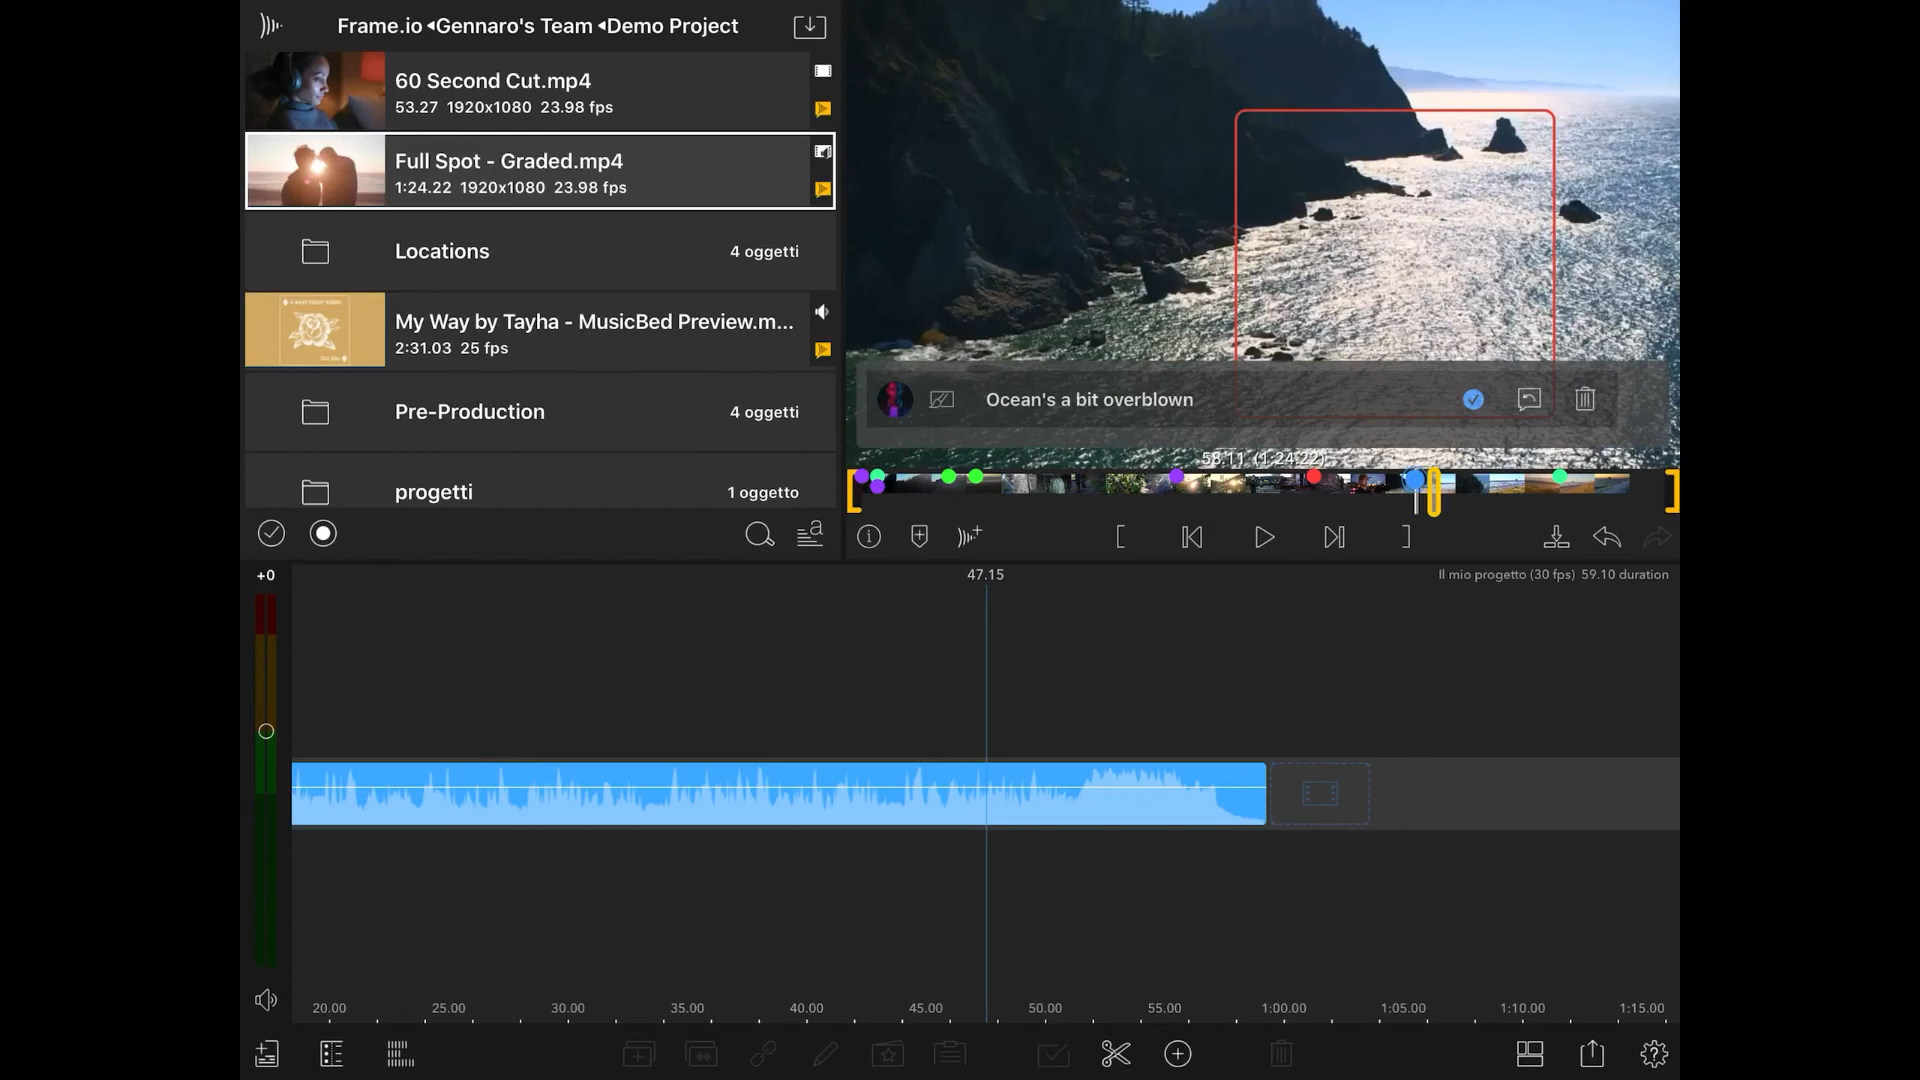 Frame.io ◂Gennaro's Team ◂Demo Project
60 Second Cut.mp4
53.27 1920x1080 23.98 fps
Full Spot - Graded.mp4
1:24.22 1920x1080 23.98 fps
Locations
4 oggetti
My Way by Tayha - MusicBed Preview.m...
2:31.03 25 fps
Pre-Production
4 oggetti
progetti
1 oggetto
Ocean's a bit overblown
58.11 (1:24.22)
+0
47.15
Il mio progetto (30 fps) 59.10 duration
20.00 25.00 30.00 35.00 40.00 45.00 50.00 55.00 1:00.00 1:05.00 1:10.00 1:15.00